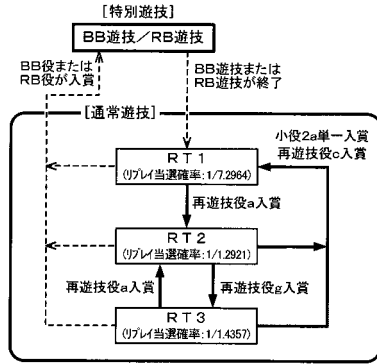 [特別遊技]
BB遊技／RB遊技
BB役または
RB役が入賞
BB遊技または
RB遊技が終了
[通常遊技]
小役2a単一入賞
再遊技役c入賞
RT1
(リプレイ当選確率:1/7.2964)
再遊技役a入賞
RT2
(リプレイ当選確率:1/1.2921)
再遊技役a入賞
再遊技役g入賞
RT3
(リプレイ当選確率:1/1.4357)